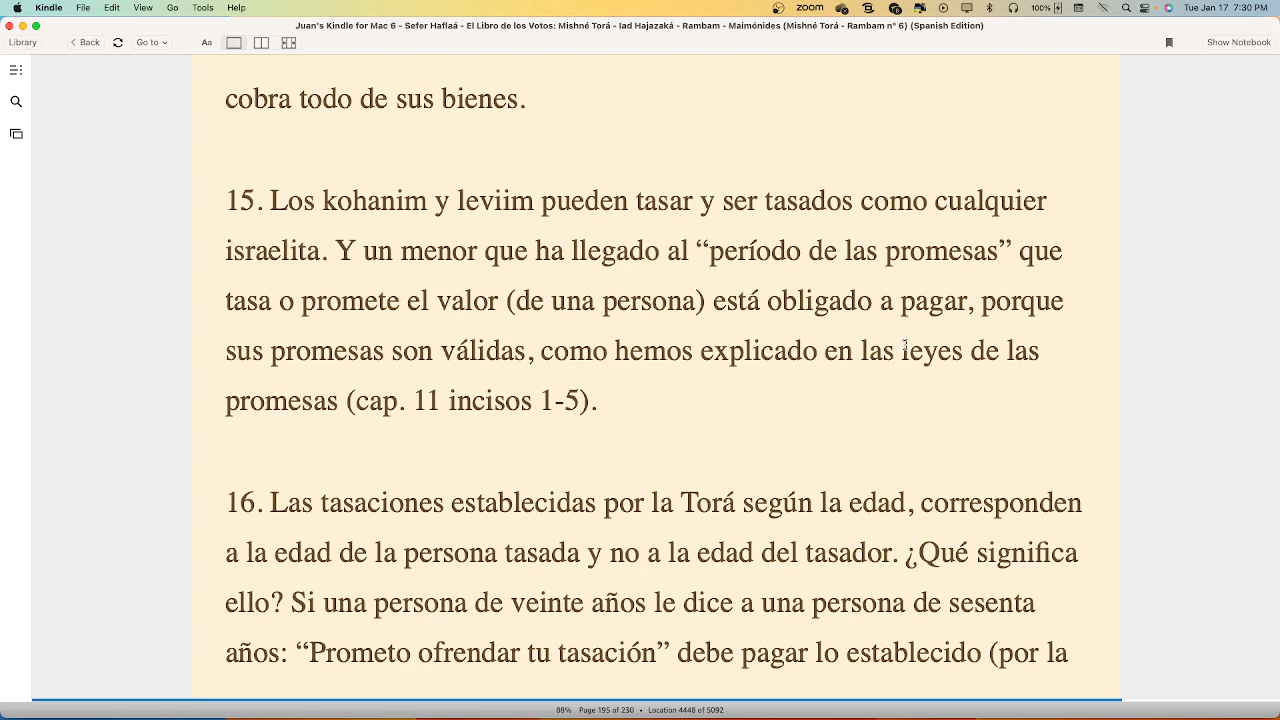 Kindle File Edit View Go Tools Help zoom 100% Tue Jan 17 7:30 PM
Juan's Kindle for Mac 6 - Sefer Haflaá - El Libro de los Votos: Mishné Torá - Iad Hajazaká - Rambam - Maimónides (Mishné Torá - Rambam nº 6) (Spanish Edition)
Library Back Go to Aa Show Notebook
cobra todo de sus bienes.
15. Los kohanim y leviim pueden tasar y ser tasados como cualquier
israelita. Y un menor que ha llegado al “período de las promesas” que
tasa o promete el valor (de una persona) está obligado a pagar, porque
sus promesas son válidas, como hemos explicado en las leyes de las
promesas (cap. 11 incisos 1-5).
16. Las tasaciones establecidas por la Torá según la edad, corresponden
a la edad de la persona tasada y no a la edad del tasador. ¿Qué significa
ello? Si una persona de veinte años le dice a una persona de sesenta
años: “Prometo ofrendar tu tasación” debe pagar lo establecido (por la
88% Page 195 of 230 • Location 4448 of 5092